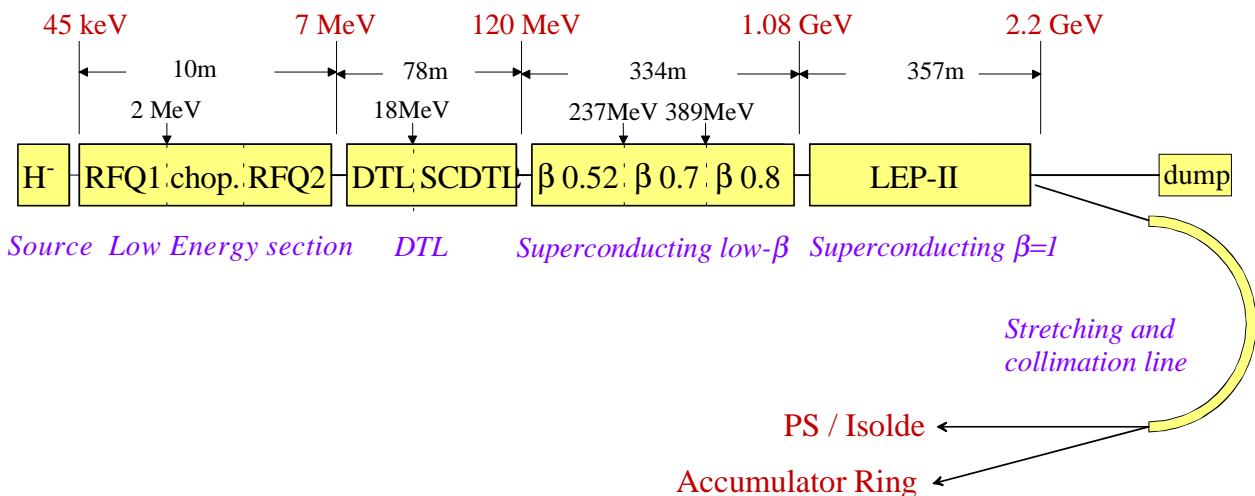 45 keV 7 MeV 120 MeV 1.08 GeV 2.2 GeV
10m 78m 334m 357m
2 MeV 18MeV 237MeV 389MeV
H- RFQ1 chop. RFQ2 DTL SCDTL β 0.52 β 0.7 β 0.8 LEP-II dump
Source Low Energy section DTL Superconducting low-β Superconducting β=1
Stretching and
collimation line
PS / Isolde
Accumulator Ring